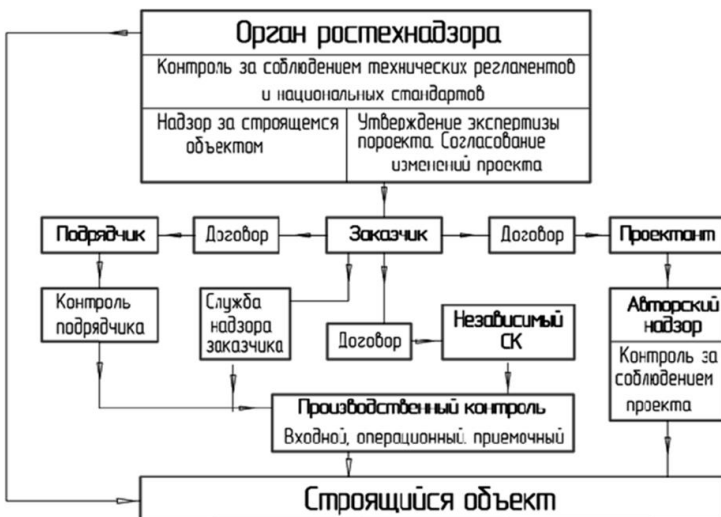 Орган ростехнадзора
Контроль за соблюдением технических регламентов
и национальных стандартов
Надзор за строящемся
объектом
Утверждение экспертизы
пороекта. Согласование
изменений проекта
Подрядчик
Договор
Заказчик
Договор
Проектант
Контроль
подрядчика
Служба
надзора
заказчика
Договор
Независимый
СК
Авторский
надзор
Контроль за
соблюдением
проекта
Производственный контроль
Входной, операционный. приемочный
Строящийся объект